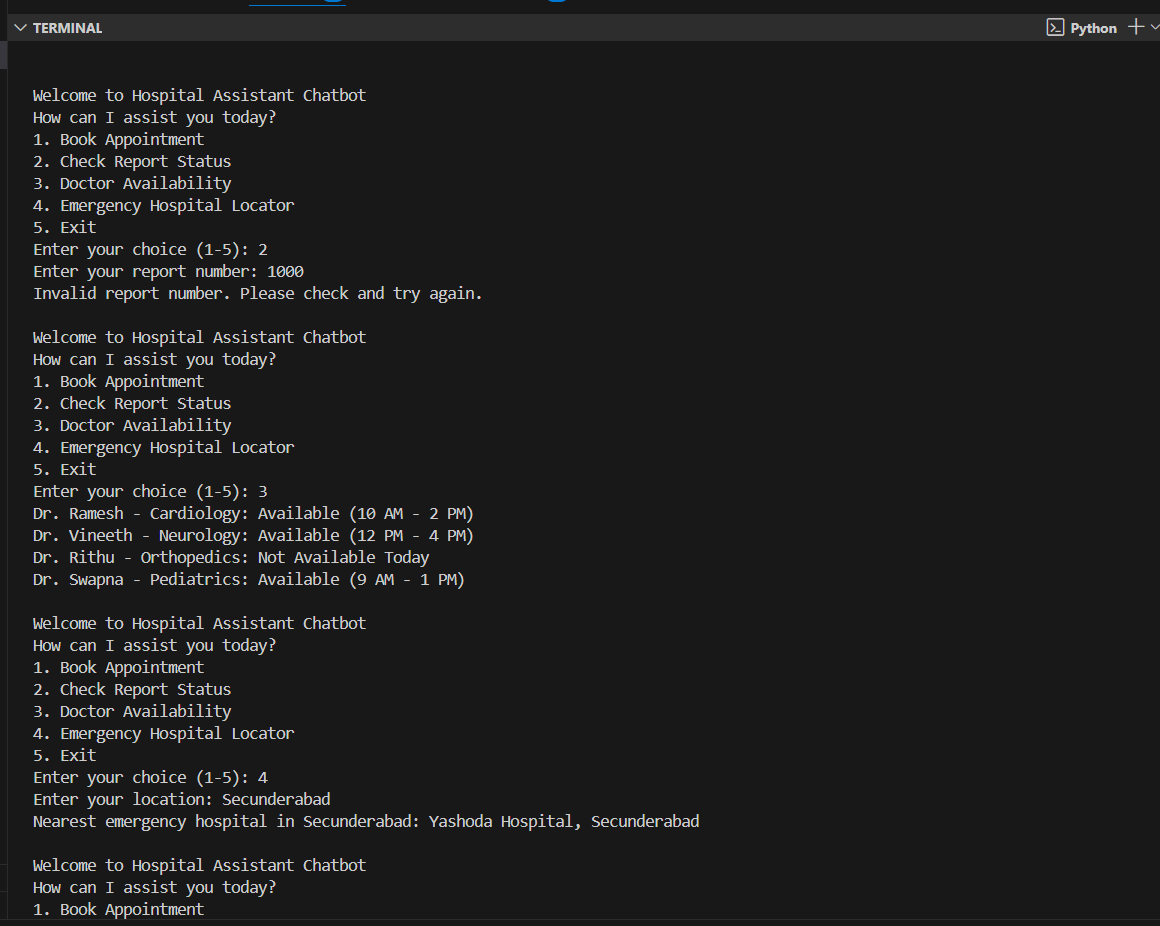 TERMINAL
Python
Welcome to Hospital Assistant Chatbot
How can I assist you today?
1. Book Appointment
2. Check Report Status
3. Doctor Availability
4. Emergency Hospital Locator
5. Exit
Enter your choice (1-5): 2
Enter your report number: 1000
Invalid report number. Please check and try again.
Welcome to Hospital Assistant Chatbot
How can I assist you today?
1. Book Appointment
2. Check Report Status
3. Doctor Availability
4. Emergency Hospital Locator
5. Exit
Enter your choice (1-5): 3
Dr. Ramesh - Cardiology: Available (10 AM - 2 PM)
Dr. Vineeth - Neurology: Available (12 PM - 4 PM)
Dr. Rithu - Orthopedics: Not Available Today
Dr. Swapna - Pediatrics: Available (9 AM - 1 PM)
Welcome to Hospital Assistant Chatbot
How can I assist you today?
1. Book Appointment
2. Check Report Status
3. Doctor Availability
4. Emergency Hospital Locator
5. Exit
Enter your choice (1-5): 4
Enter your location: Secunderabad
Nearest emergency hospital in Secunderabad: Yashoda Hospital, Secunderabad
Welcome to Hospital Assistant Chatbot
How can I assist you today?
1. Book Appointment